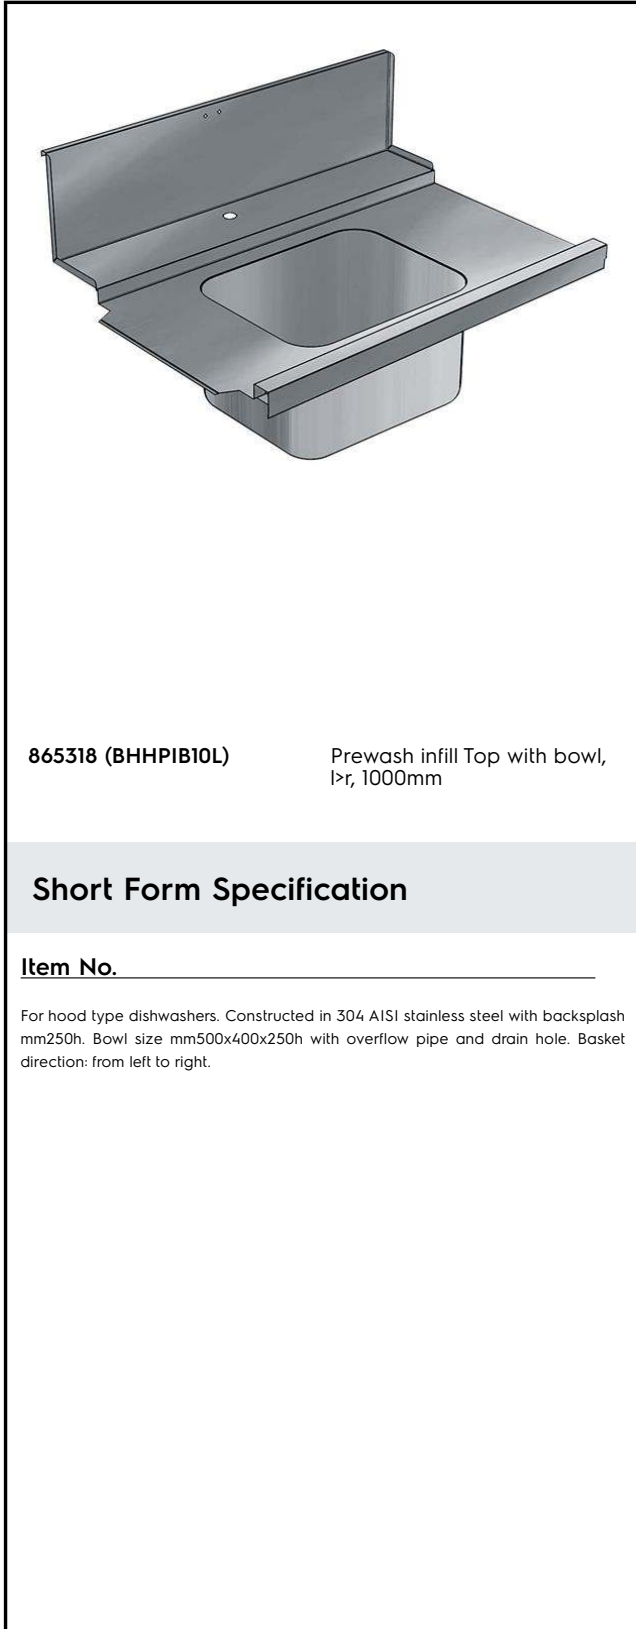 865318 (BHHPIB10L)
Prewash infill Top with bowl,
l>r, 1000mm
Short Form Specification
Item No.
For hood type dishwashers. Constructed in 304 AISI stainless steel with backsplash
mm250h. Bowl size mm500x400x250h with overflow pipe and drain hole. Basket
direction: from left to right.